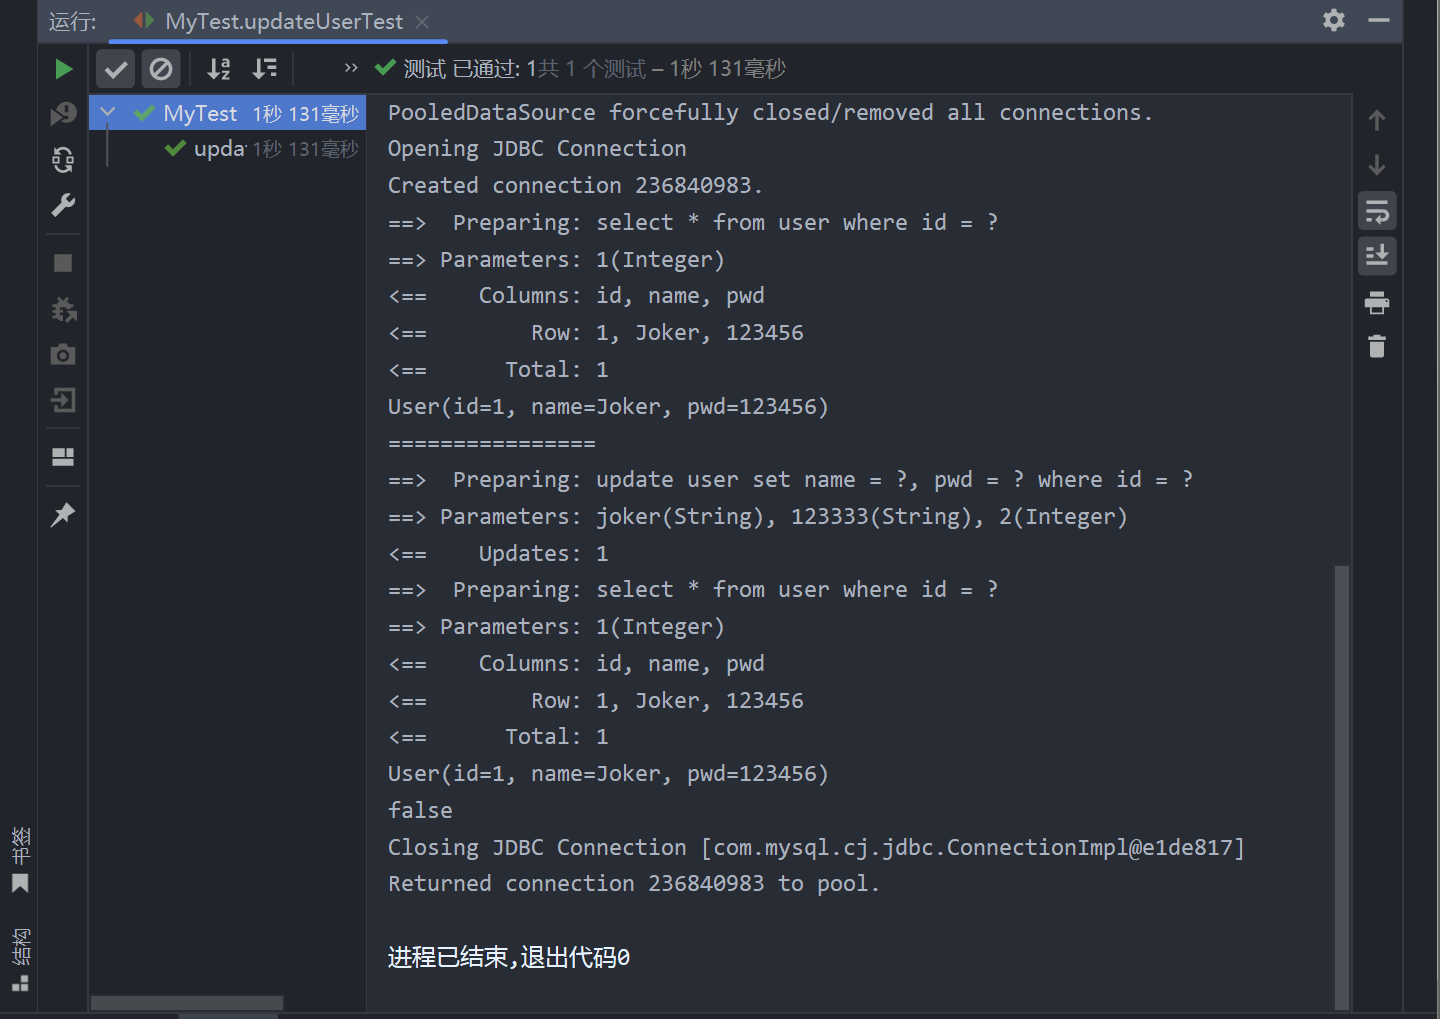 运行: MyTest.updateUserTest
测试 已通过: 1共 1 个测试 – 1秒 131毫秒
MyTest 1秒 131毫秒
upda 1秒 131毫秒
PooledDataSource forcefully closed/removed all connections.
Opening JDBC Connection
Created connection 236840983.
==>  Preparing: select * from user where id = ?
==> Parameters: 1(Integer)
<==    Columns: id, name, pwd
<==        Row: 1, Joker, 123456
<==      Total: 1
User(id=1, name=Joker, pwd=123456)
================
==>  Preparing: update user set name = ?, pwd = ? where id = ?
==> Parameters: joker(String), 123333(String), 2(Integer)
<==    Updates: 1
==>  Preparing: select * from user where id = ?
==> Parameters: 1(Integer)
<==    Columns: id, name, pwd
<==        Row: 1, Joker, 123456
<==      Total: 1
User(id=1, name=Joker, pwd=123456)
false
Closing JDBC Connection [com.mysql.cj.jdbc.ConnectionImpl@e1de817]
Returned connection 236840983 to pool.
进程已结束,退出代码0
书签
结构